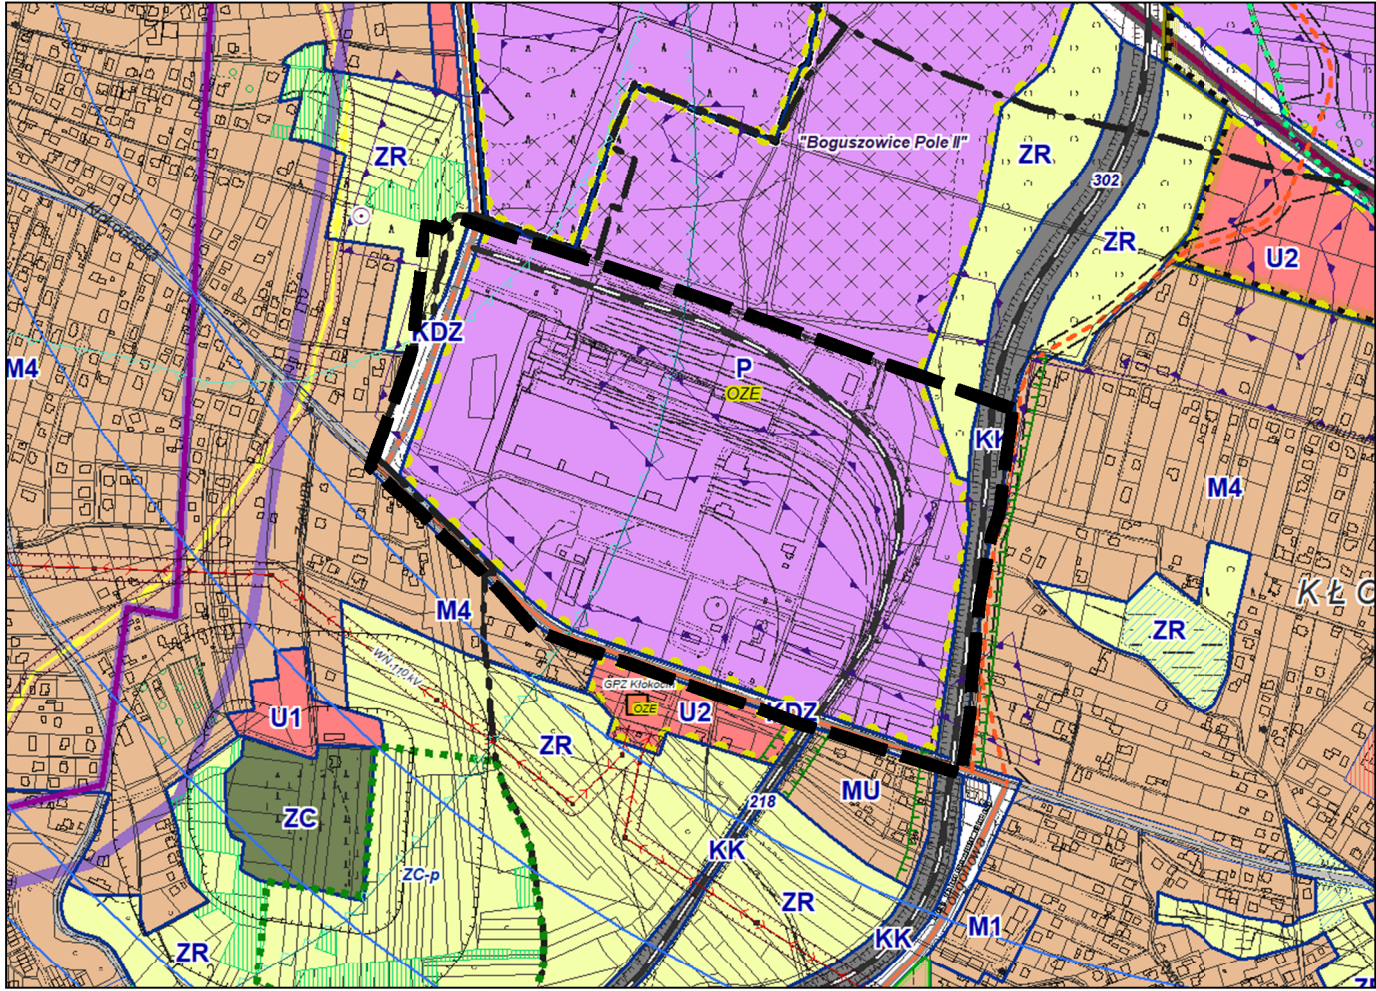 "Boguszowice Pole II"
ZR
ZR
302
ZR
U2
KDZ
M4
P
OZE
KK
M4
KŁO
ZR
M4
WN 110kV
GPZ Kłokocin
OZE
U2
KDZ
U1
ZR
MU
218
ZC
KK
ZC-p
ZR
M1
KK
ZR